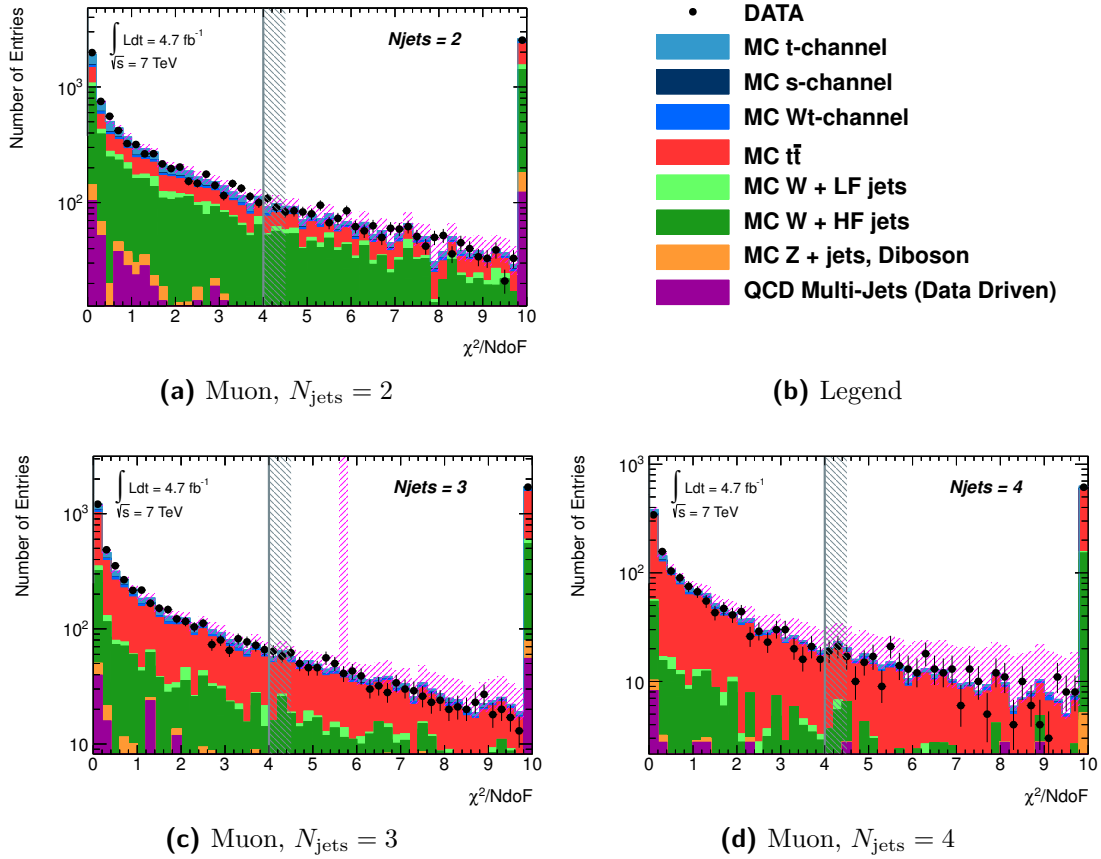 Number of Entries
10³
10²
∫ Ldt = 4.7 fb⁻¹
√s = 7 TeV
Njets = 2
0 1 2 3 4 5 6 7 8 9 10
χ²/NdoF
(a) Muon, N_jets = 2
DATA
MC t-channel
MC s-channel
MC Wt-channel
MC tt̄
MC W + LF jets
MC W + HF jets
MC Z + jets, Diboson
QCD Multi-Jets (Data Driven)
(b) Legend
Number of Entries
10³
10²
10
∫ Ldt = 4.7 fb⁻¹
√s = 7 TeV
Njets = 3
0 1 2 3 4 5 6 7 8 9 10
χ²/NdoF
(c) Muon, N_jets = 3
Number of Entries
10³
10²
10
∫ Ldt = 4.7 fb⁻¹
√s = 7 TeV
Njets = 4
0 1 2 3 4 5 6 7 8 9 10
χ²/NdoF
(d) Muon, N_jets = 4